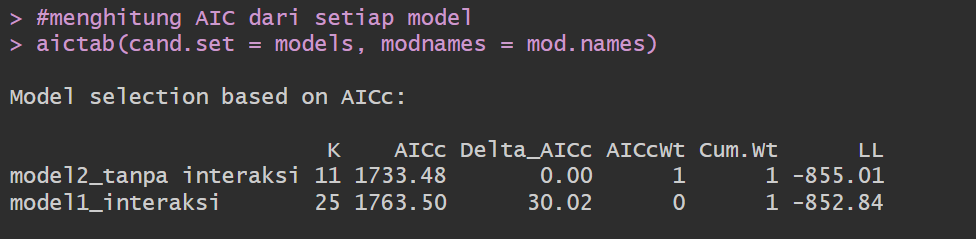 > #menghitung AIC dari setiap model
> aictab(cand.set = models, modnames = mod.names)
Model selection based on AICc:
K AICc Delta_AICc AICcWt Cum.Wt LL
model2_tanpa interaksi 11 1733.48 0.00 1 1 -855.01
model1_interaksi 25 1763.50 30.02 0 1 -852.84